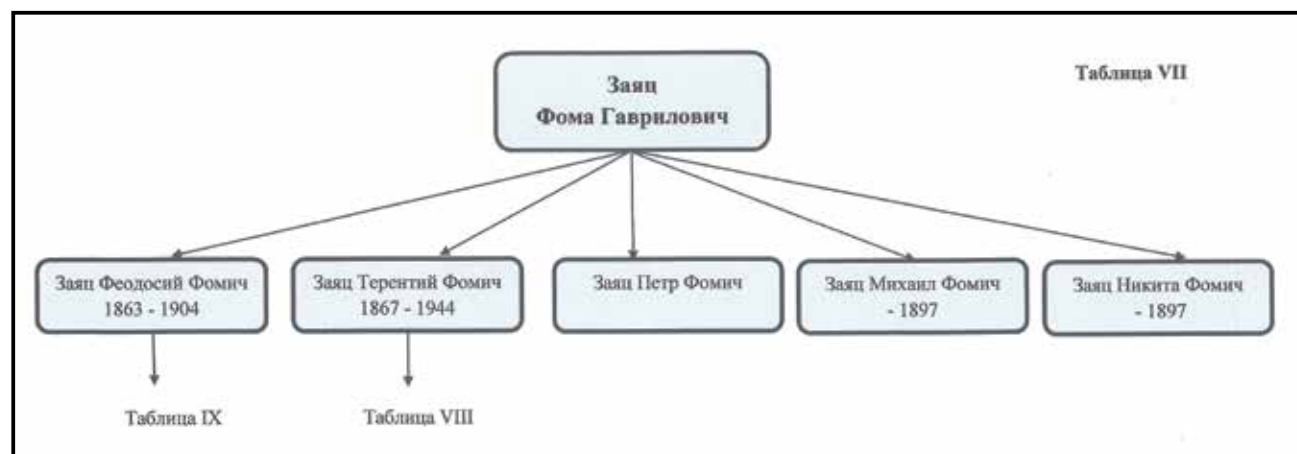 Таблица VII
Заяц
Фома Гаврилович
Заяц Феодосий Фомич
1863 - 1904
Заяц Терентий Фомич
1867 - 1944
Заяц Петр Фомич
Заяц Михаил Фомич
- 1897
Заяц Никита Фомич
- 1897
Таблица IX
Таблица VIII